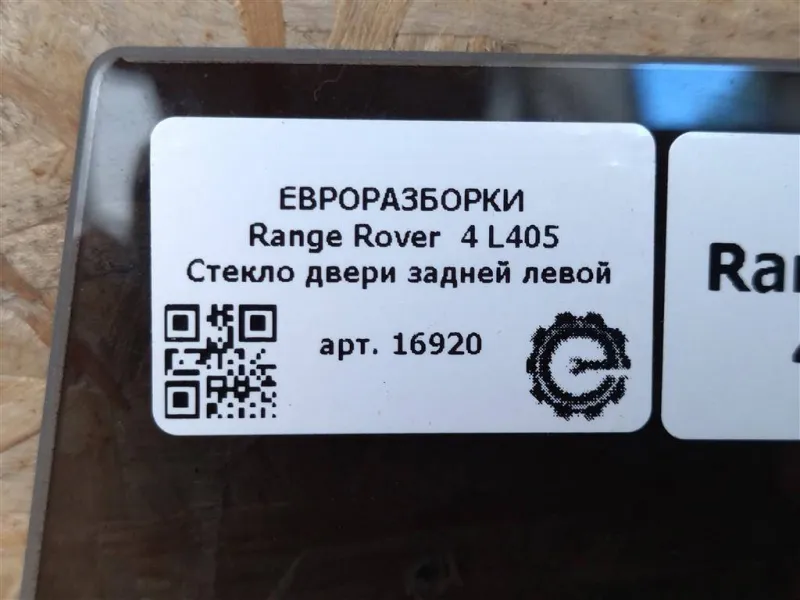 ЕВРОРАЗБОРКИ
Range Rover 4 L405
Стекло двери задней левой
арт. 16920